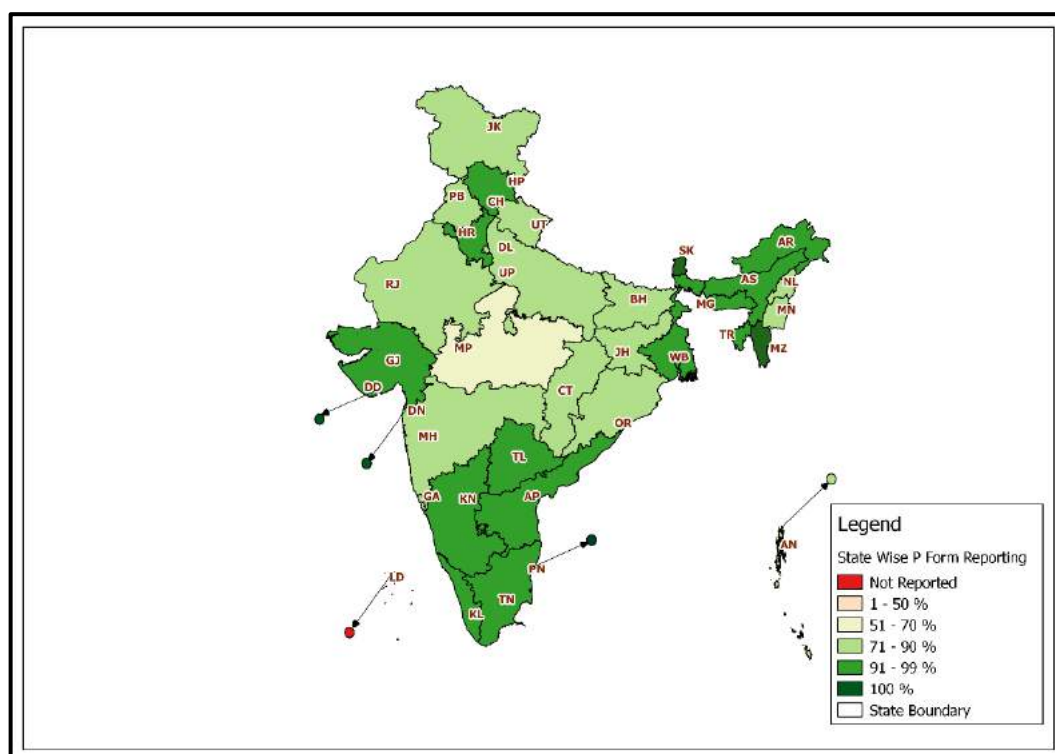 JK
HP
PB
CH
UT
HR
DL
SK
AR
UP
AS
NL
RJ
BH
MG
MN
TR
MZ
GJ
MP
JH
WB
DD
CT
DN
OR
MH
TL
GA
KN
AP
AN
PN
LD
TN
KL
Legend
State Wise P Form Reporting
Not Reported
1 - 50 %
51 - 70 %
71 - 90 %
91 - 99 %
100 %
State Boundary